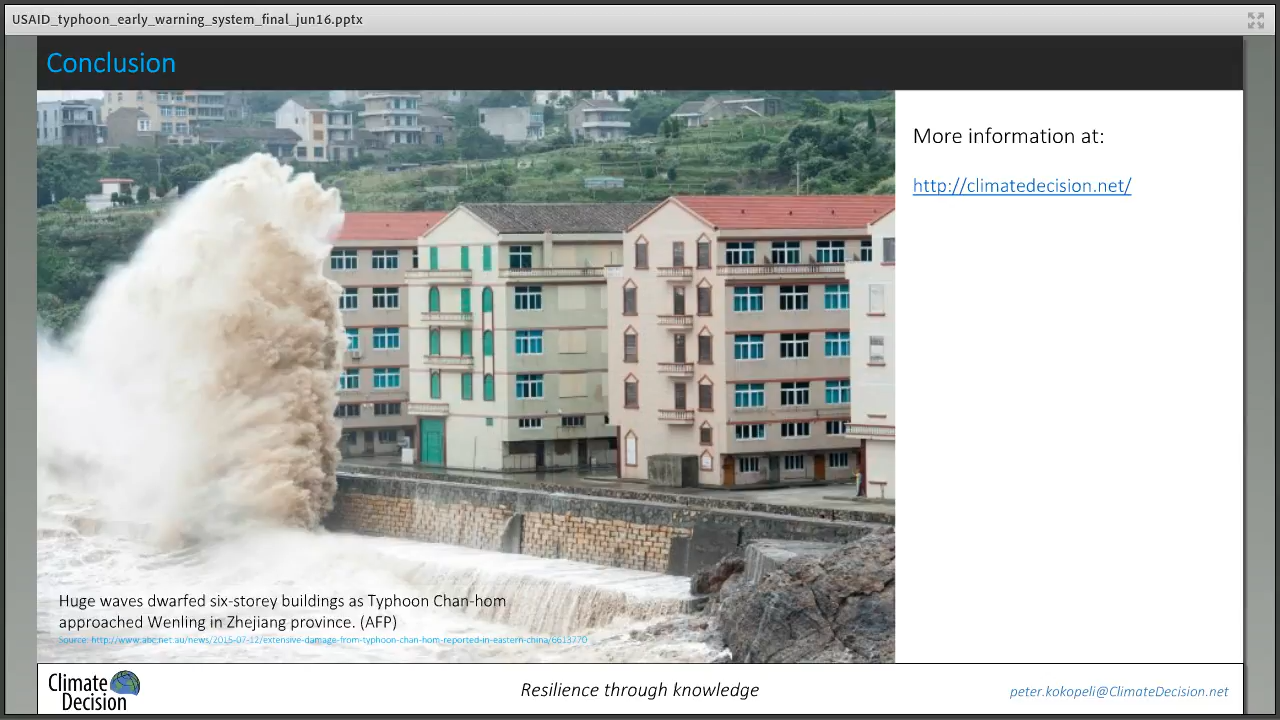 USAID_typhoon_early_warning_system_final_jun16.pptx
Conclusion
More information at:
http://climatedecision.net/
Huge waves dwarfed six-storey buildings as Typhoon Chan-hom
approached Wenling in Zhejiang province. (AFP)
Source: http://www.abc.net.au/news/2015-07-12/extensive-damage-from-typhoon-chan-hom-reported-in-eastern-china/6613770
Climate
Decision
Resilience through knowledge
peter.kokopeli@ClimateDecision.net